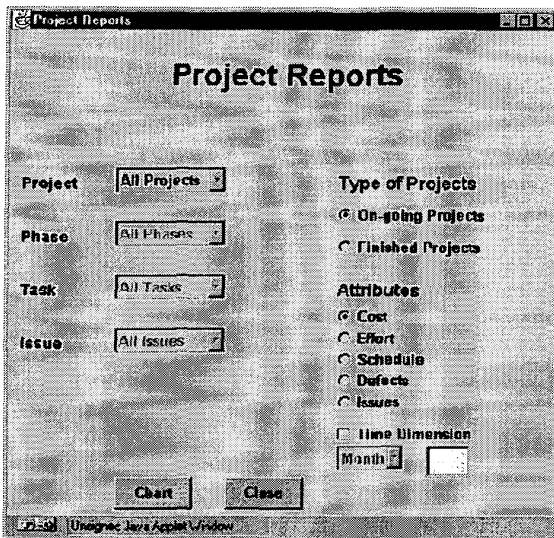 Project Reports
Project Reports
Project
All Projects
Phase
All Phases
Task
All Tasks
Issue
All Issues
Type of Projects
On-going Projects
Finished Projects
Attributes
Cost
Effort
Schedule
Defects
Issues
Time Dimension
Month
Chart
Close
Unsigned Java Applet Window